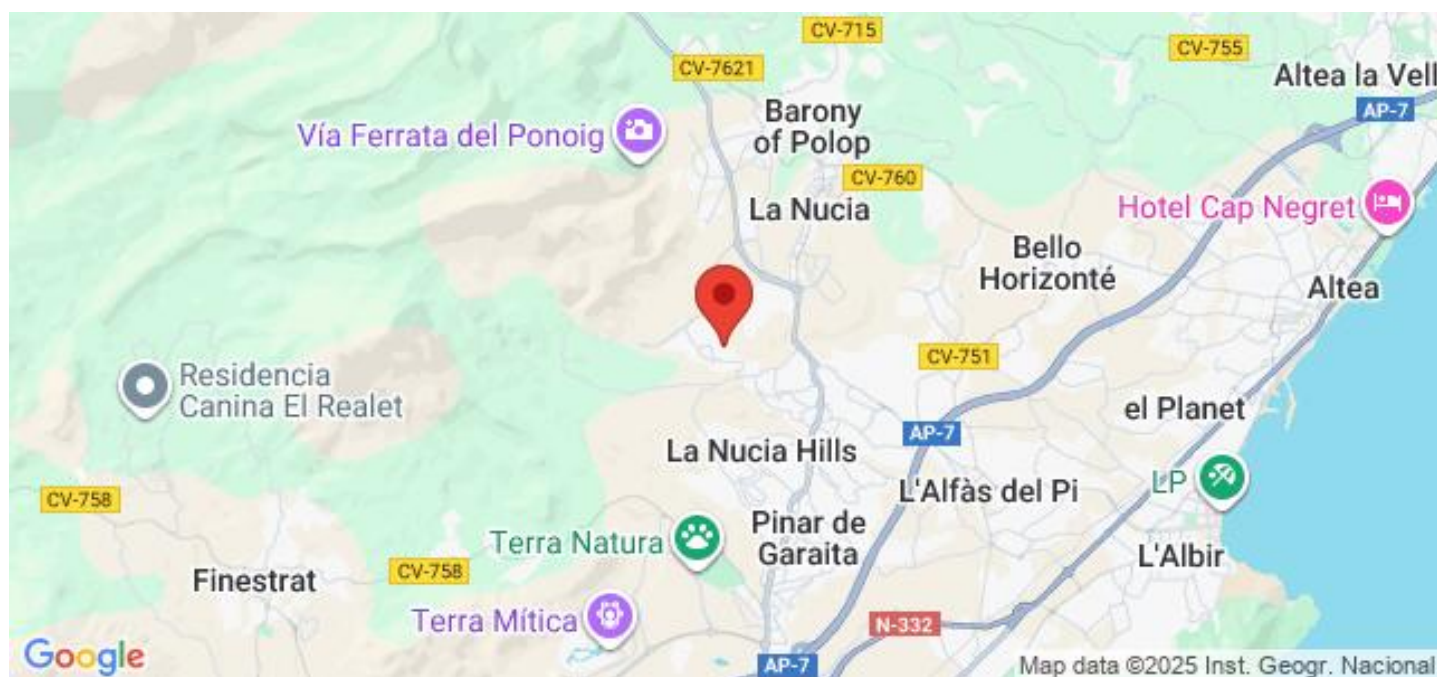 CV-715
CV-755
CV-7621
Altea la Vell
AP-7
Barony
of Polop
Vía Ferrata del Ponoig
CV-760
La Nucia
Hotel Cap Negret
Bello
Horizonté
Altea
CV-751
Residencia
Canina El Realet
el Planet
AP-7
La Nucia Hills
LP
L'Alfàs del Pi
CV-758
Pinar de
Garaita
Terra Natura
L'Albir
CV-758
Finestrat
Terra Mítica
N-332
Google
AP-7
Map data ©2025 Inst. Geogr. Nacional